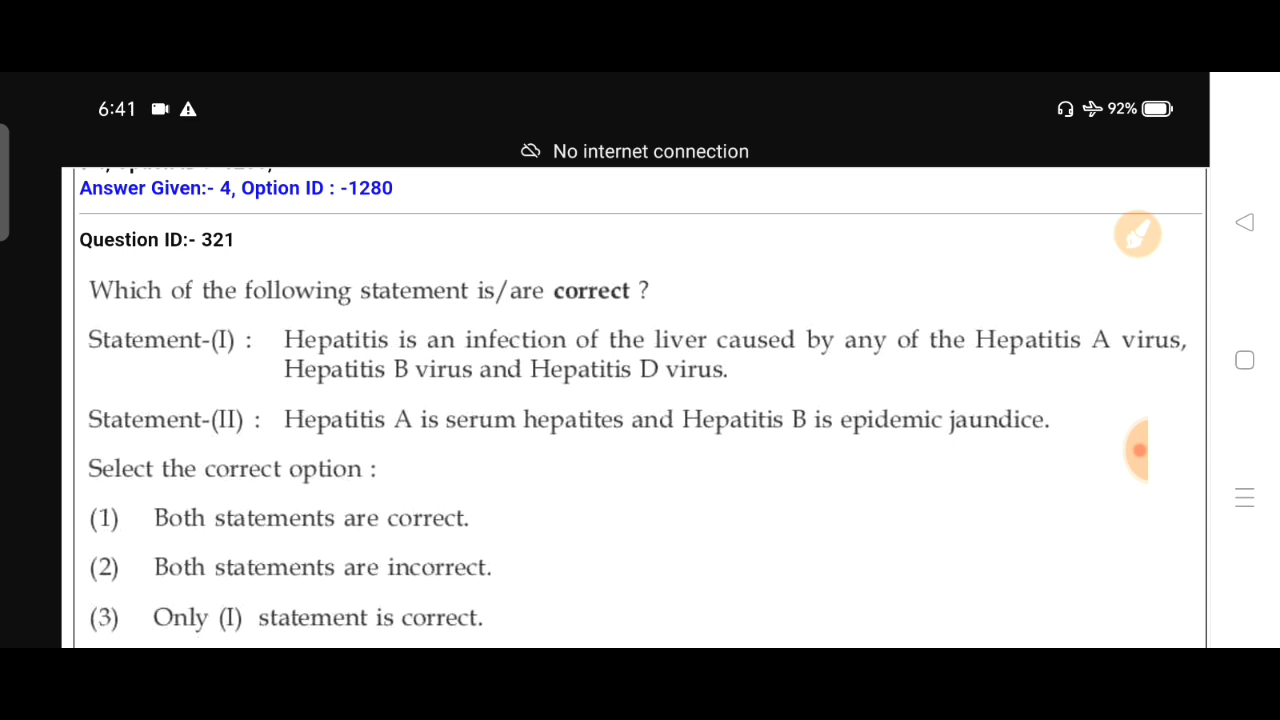 6:41
92%
No internet connection
Answer Given:- 4, Option ID : -1280
Question ID:- 321
Which of the following statement is/are correct ?
Statement-(I) : Hepatitis is an infection of the liver caused by any of the Hepatitis A virus,
Hepatitis B virus and Hepatitis D virus.
Statement-(II) : Hepatitis A is serum hepatites and Hepatitis B is epidemic jaundice.
Select the correct option :
(1) Both statements are correct.
(2) Both statements are incorrect.
(3) Only (I) statement is correct.